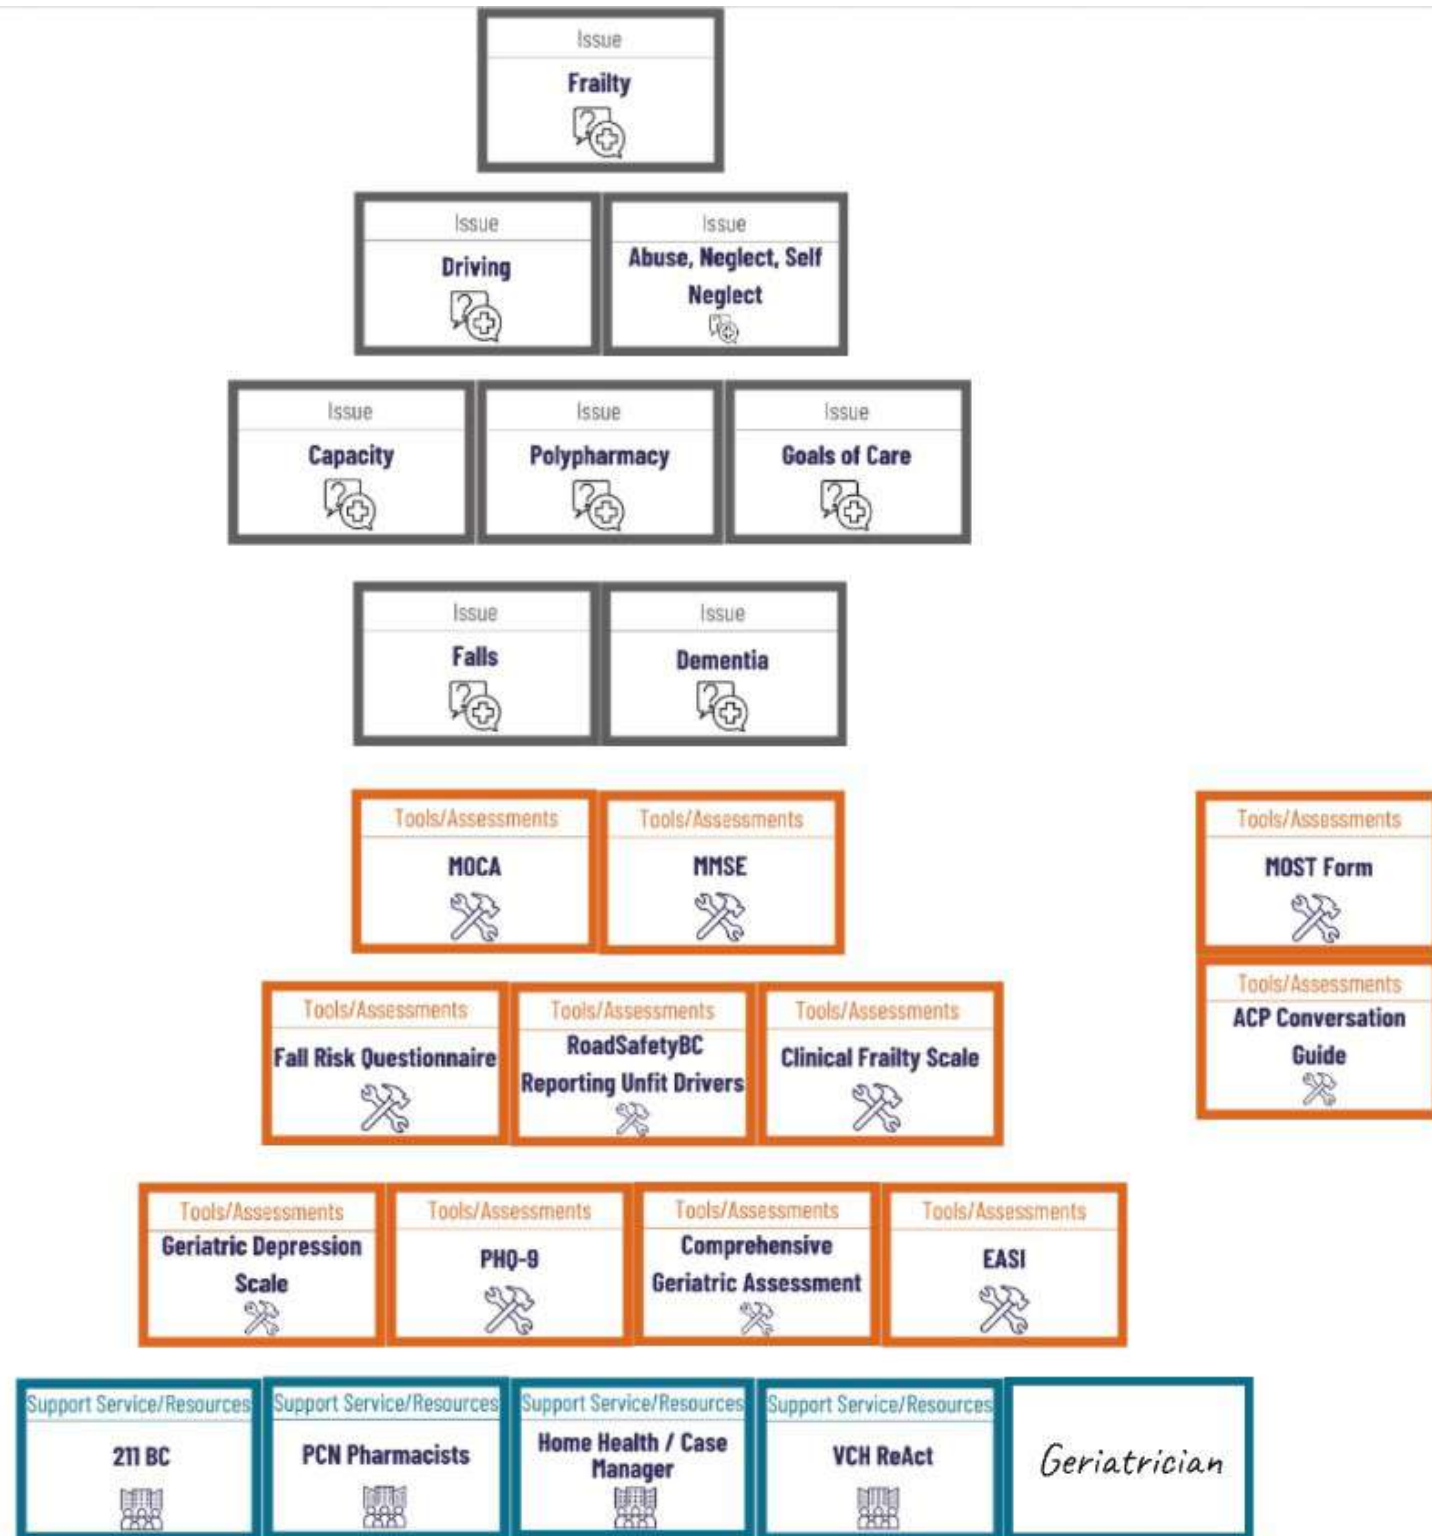 Issue
Frailty
Issue
Driving
Issue
Abuse, Neglect, Self
Neglect
Issue
Capacity
Issue
Polypharmacy
Issue
Goals of Care
Issue
Falls
Issue
Dementia
Tools/Assessments
MOCA
Tools/Assessments
MMSE
Tools/Assessments
MOST Form
Tools/Assessments
ACP Conversation
Guide
Tools/Assessments
Fall Risk Questionnaire
Tools/Assessments
RoadSafetyBC
Reporting Unfit Drivers
Tools/Assessments
Clinical Frailty Scale
Tools/Assessments
Geriatric Depression
Scale
Tools/Assessments
PHQ-9
Tools/Assessments
Comprehensive
Geriatric Assessment
Tools/Assessments
EASI
Support Service/Resources
211 BC
Support Service/Resources
PCN Pharmacists
Support Service/Resources
Home Health / Case
Manager
Support Service/Resources
VCH ReAct
Geriatrician